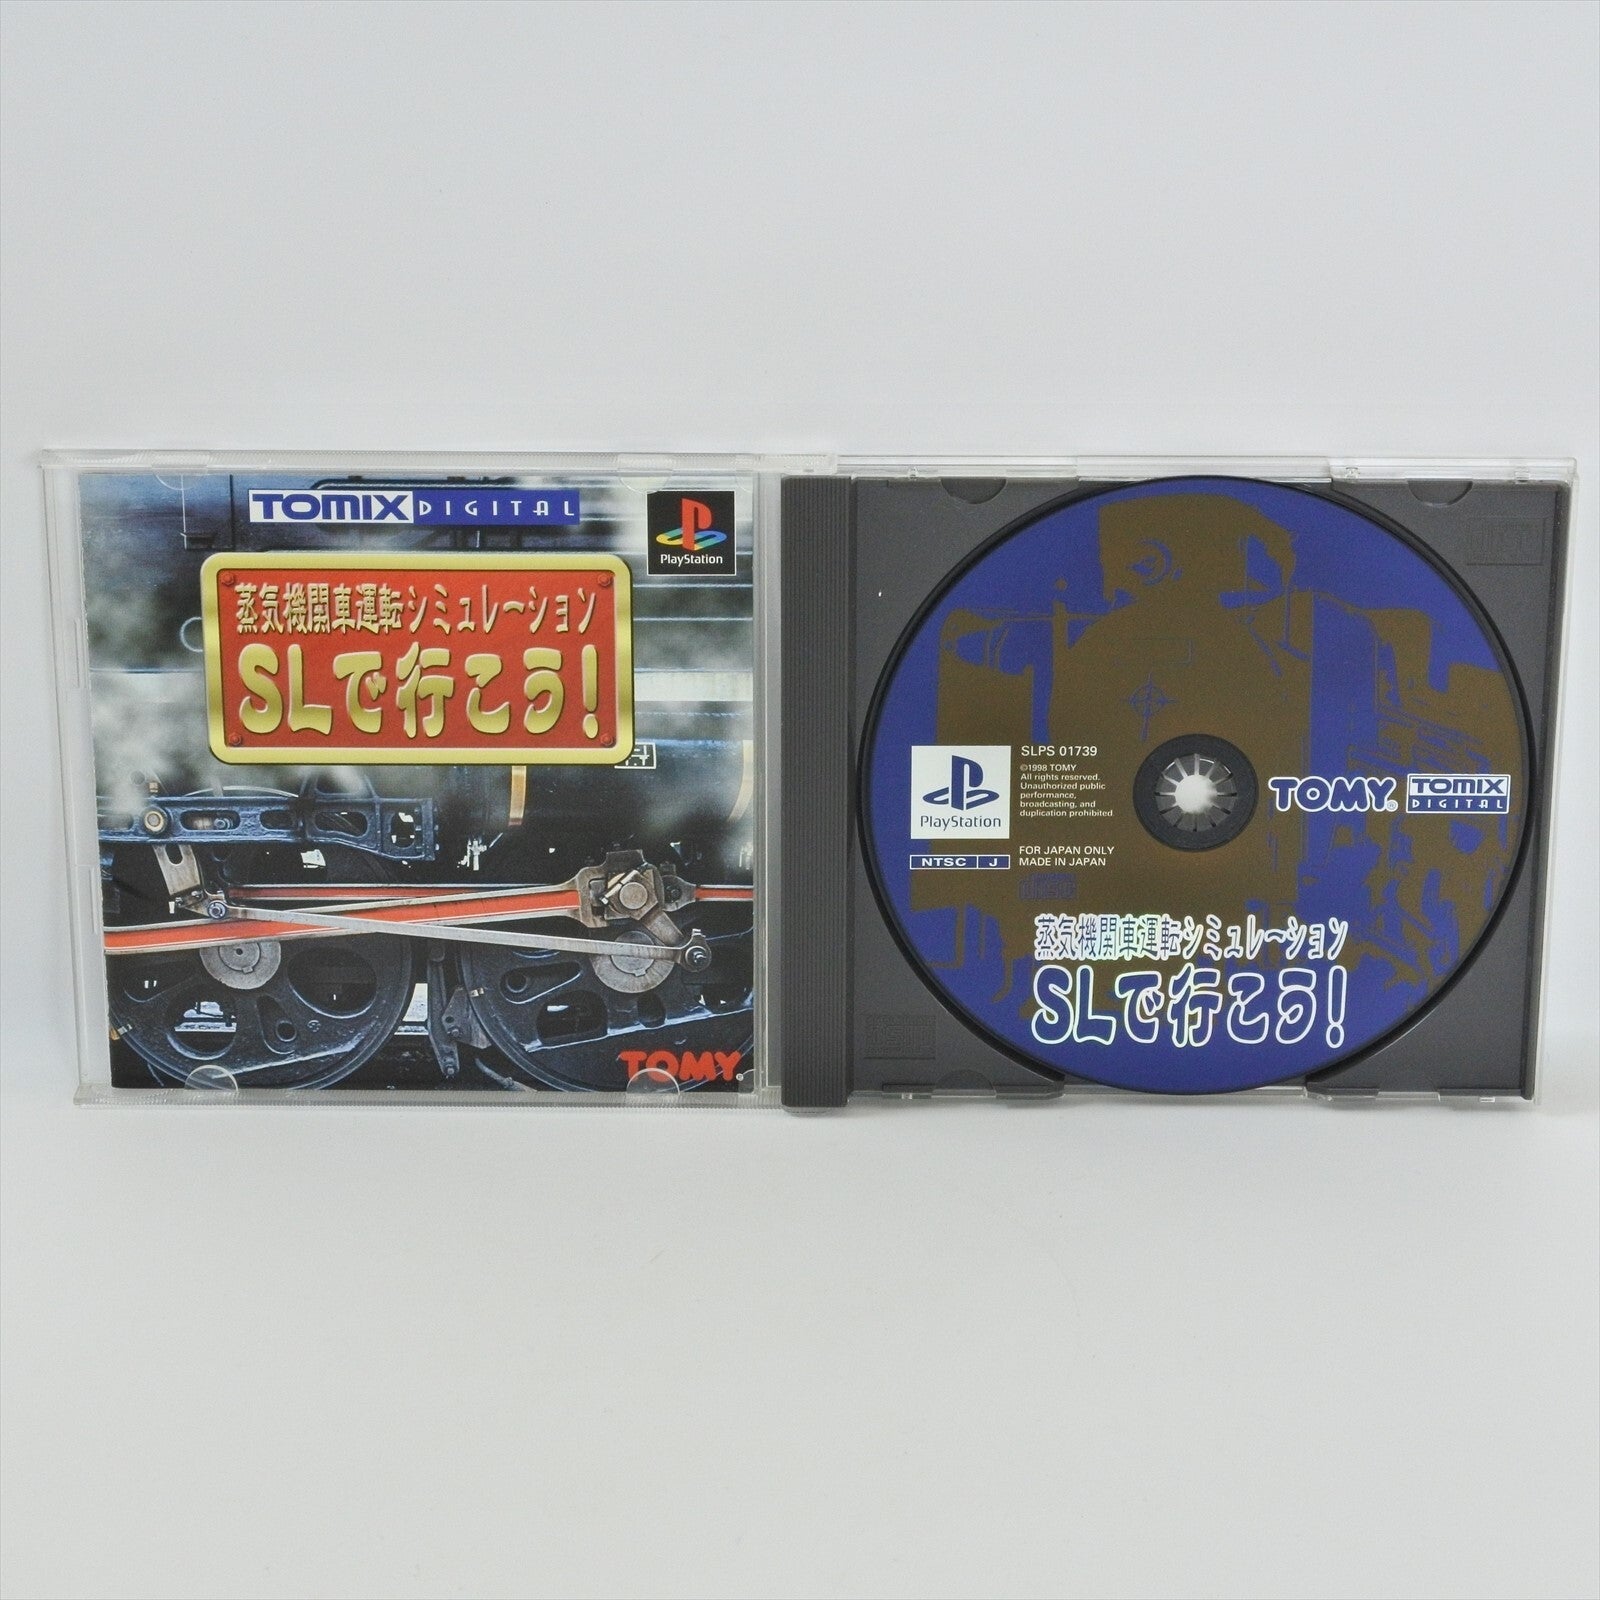 TOMIX DIGITAL
PlayStation
蒸気機関車運転シミュレーション
SLで行こう!
TOMY
PlayStation
NTSC J
SLPS 01739
©1998 TOMY
All rights reserved.
Unauthorized public
performance,
broadcasting, and
duplication prohibited.
FOR JAPAN ONLY
MADE IN JAPAN
TOMY®
TOMIX
DIGITAL
蒸気機関車運転シミュレーション
SLで行こう!